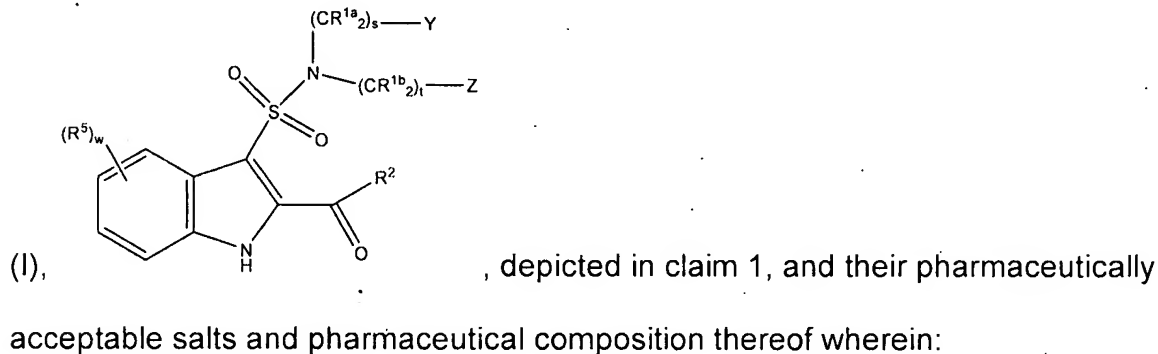 (CR¹ᵃ₂)ₛ—Y
O N (CR¹ᵇ₂)ₜ—Z
S
(R⁵)w O
R²
N
H O
(I), , depicted in claim 1, and their pharmaceutically
acceptable salts and pharmaceutical composition thereof wherein: